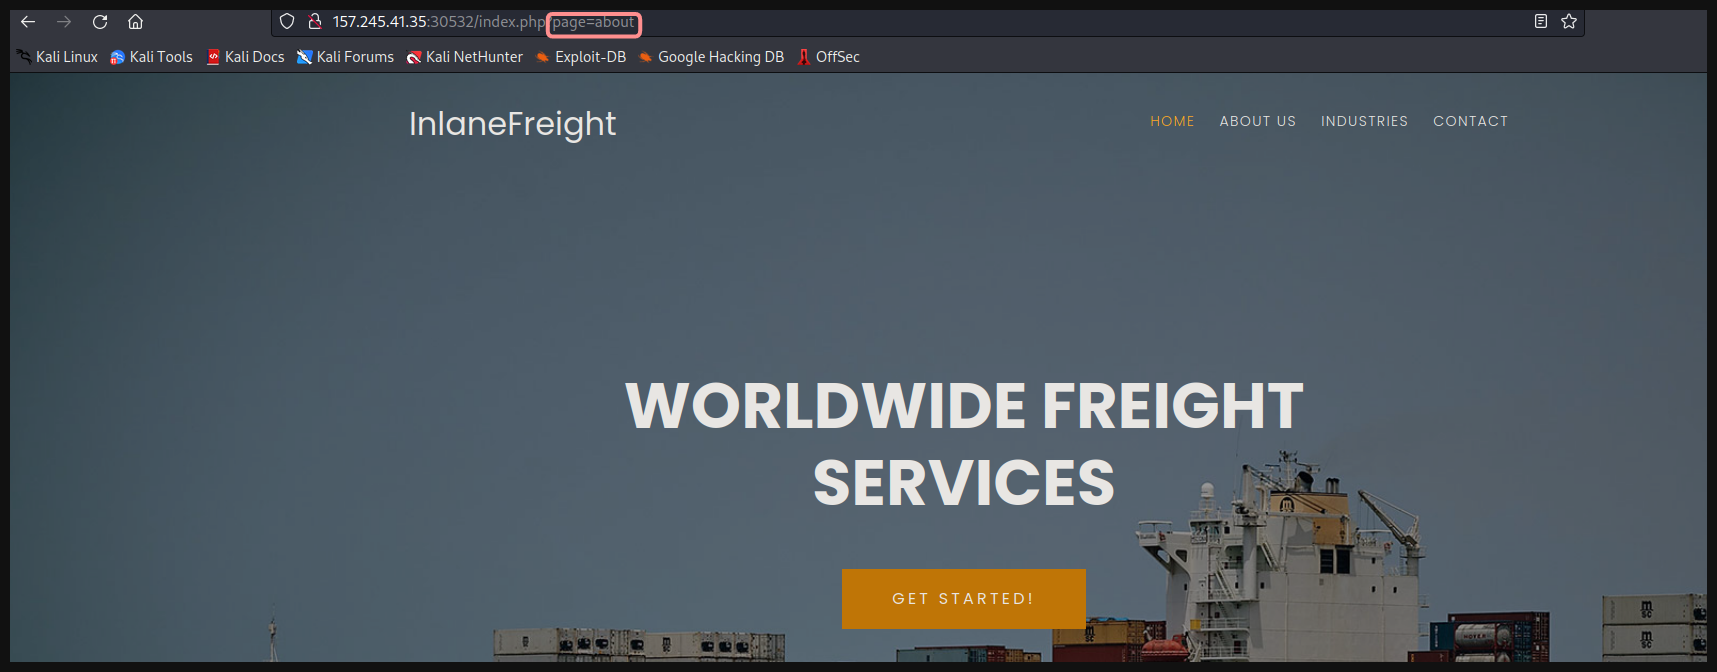 157.245.41.35:30532/index.php?page=about
Kali Linux Kali Tools Kali Docs Kali Forums Kali NetHunter Exploit-DB Google Hacking DB OffSec
InlaneFreight HOME ABOUT US INDUSTRIES CONTACT
WORLDWIDE FREIGHT
SERVICES
GET STARTED!